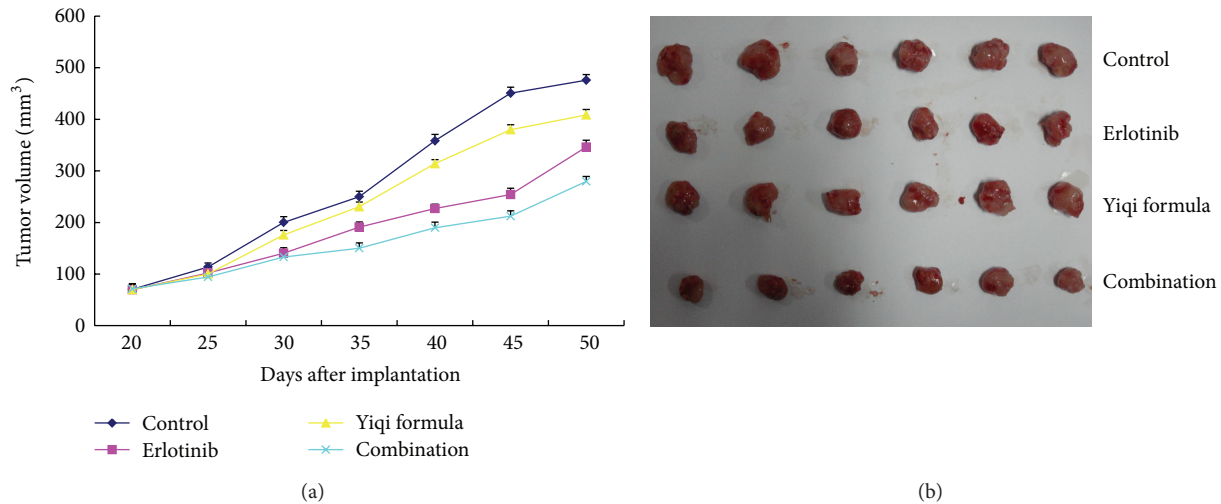 600
500
400
300
200
100
0
Tumor volume (mm³)
20 25 30 35 40 45 50
Days after implantation
Control
Erlotinib
Yiqi formula
Combination
(a)
Control
Erlotinib
Yiqi formula
Combination
(b)